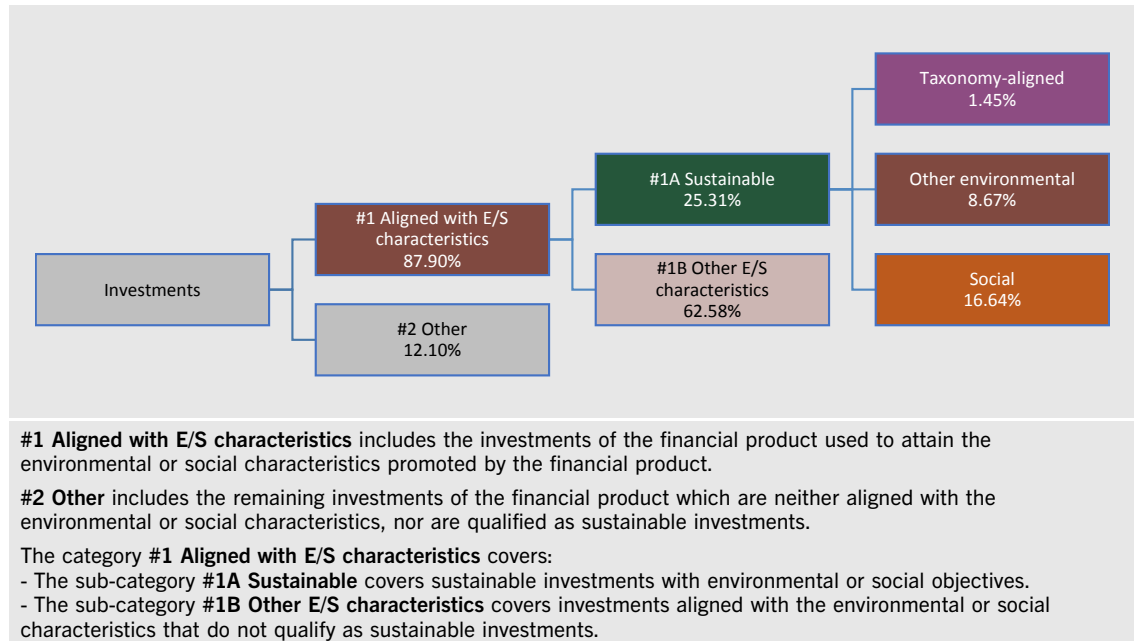 Investments
#1 Aligned with E/S
characteristics
87.90%
#2 Other
12.10%
#1A Sustainable
25.31%
#1B Other E/S
characteristics
62.58%
Taxonomy-aligned
1.45%
Other environmental
8.67%
Social
16.64%
#1 Aligned with E/S characteristics includes the investments of the financial product used to attain the
environmental or social characteristics promoted by the financial product.
#2 Other includes the remaining investments of the financial product which are neither aligned with the
environmental or social characteristics, nor are qualified as sustainable investments.
The category #1 Aligned with E/S characteristics covers:
- The sub-category #1A Sustainable covers sustainable investments with environmental or social objectives.
- The sub-category #1B Other E/S characteristics covers investments aligned with the environmental or social
characteristics that do not qualify as sustainable investments.